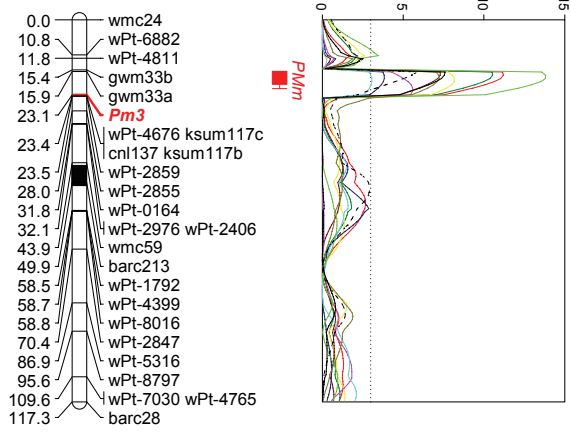 0.0 wmc24
10.8 wPt-6882
11.8 wPt-4811
15.4 gwm33b
15.9 gwm33a
23.1 Pm3
23.4 wPt-4676 ksum117c
cnl137 ksum117b
23.5 wPt-2859
28.0 wPt-2855
31.8 wPt-0164
32.1 wPt-2976 wPt-2406
43.9 wmc59
49.9 barc213
58.5 wPt-1792
58.7 wPt-4399
58.8 wPt-8016
70.4 wPt-2847
86.9 wPt-5316
95.6 wPt-8797
109.6 wPt-7030 wPt-4765
117.3 barc28
PMm
0
5
10
15